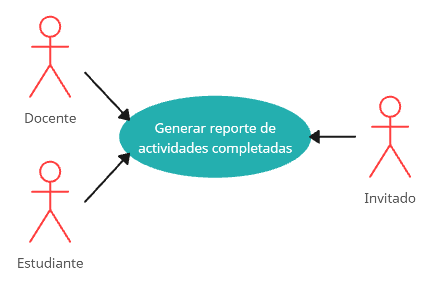 Docente
Generar reporte de
actividades completadas
Invitado
Estudiante